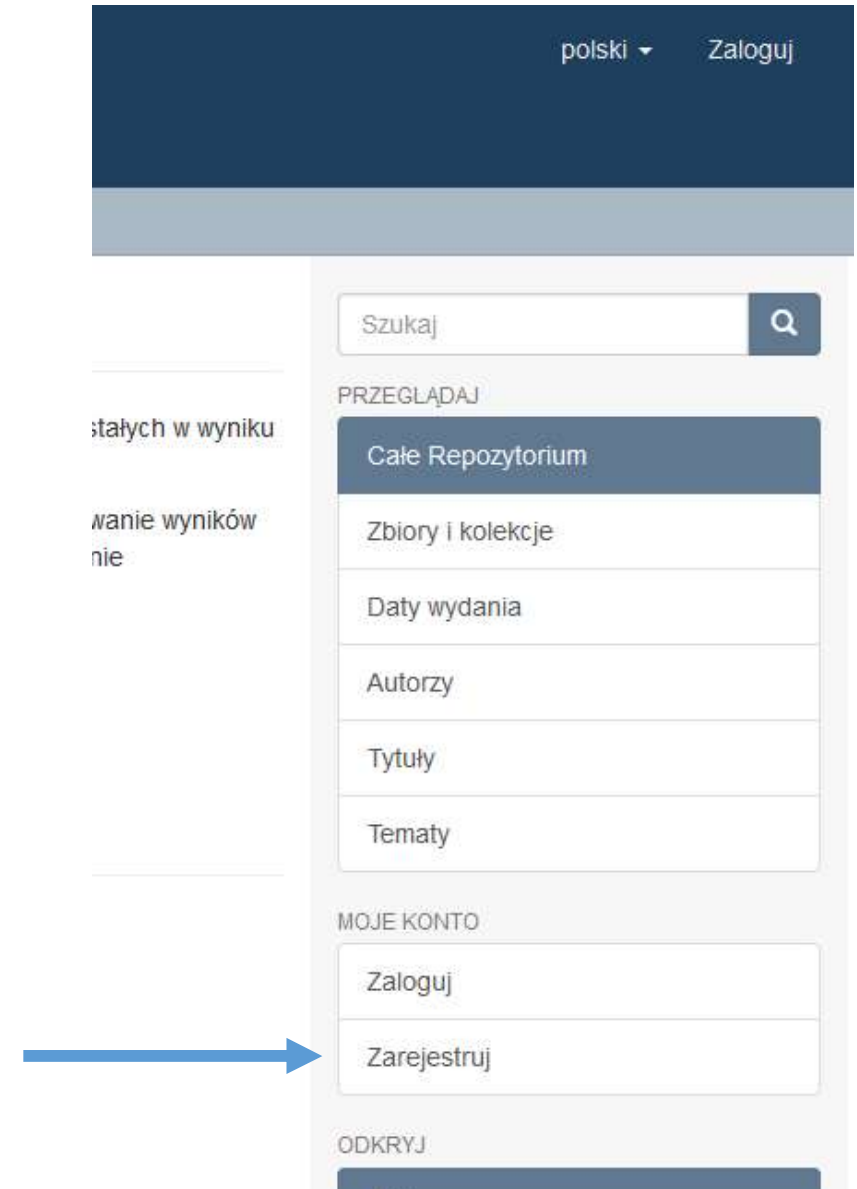 polski Zaloguj
Szukaj
PRZEGLĄDAJ
Całe Repozytorium
Zbiory i kolekcje
Daty wydania
Autorzy
Tytuły
Tematy
MOJE KONTO
Zaloguj
Zarejestruj
ODKRYJ
stałych w wyniku
wanie wyników
nie